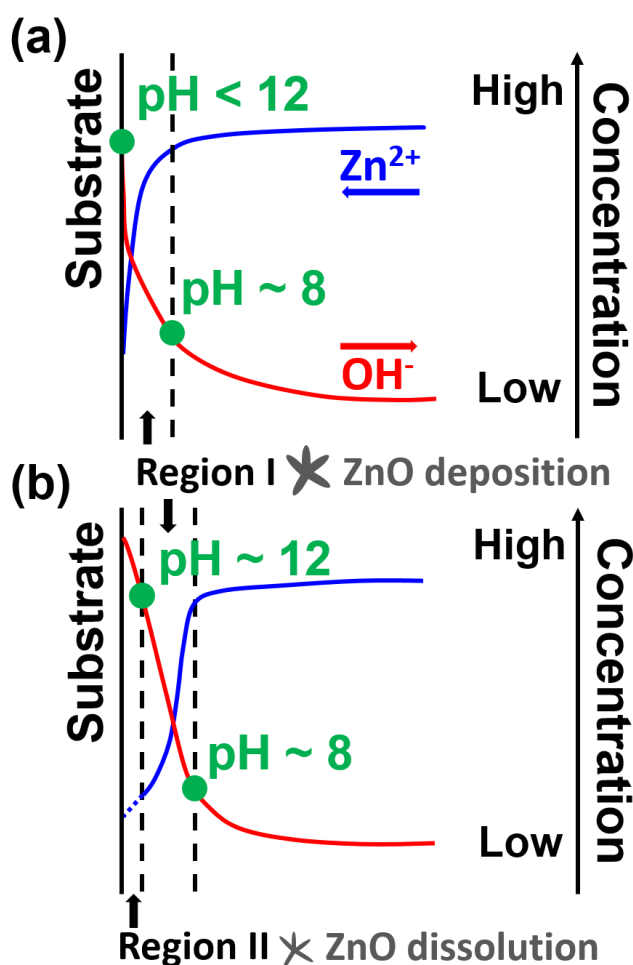 (a)
Substrate
pH < 12
High
Concentration
Zn²⁺
pH ~ 8
OH⁻
Low
Region I ZnO deposition
(b)
Substrate
pH ~ 12
High
Concentration
pH ~ 8
Low
Region II ZnO dissolution